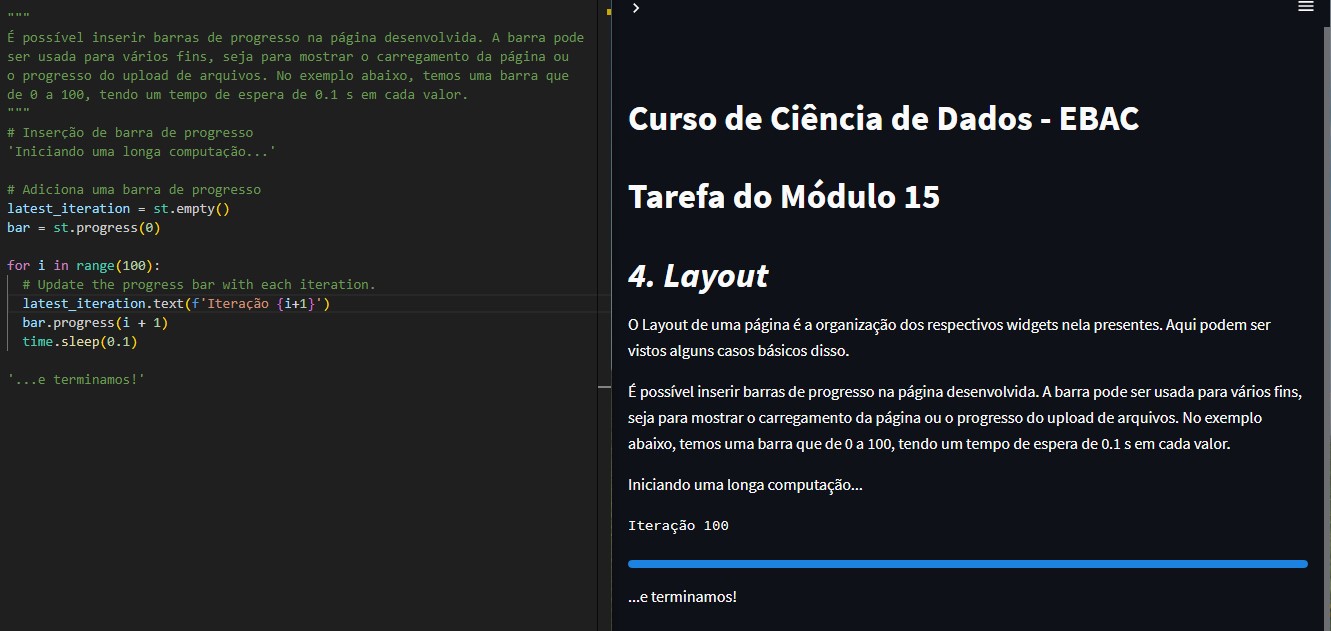 """
É possível inserir barras de progresso na página desenvolvida. A barra pode
ser usada para vários fins, seja para mostrar o carregamento da página ou
o progresso do upload de arquivos. No exemplo abaixo, temos uma barra que
de 0 a 100, tendo um tempo de espera de 0.1 s em cada valor.
"""
# Inserção de barra de progresso
'Iniciando uma longa computação...'
# Adiciona uma barra de progresso
latest_iteration = st.empty()
bar = st.progress(0)
for i in range(100):
# Update the progress bar with each iteration.
latest_iteration.text(f'Iteração {i+1}')
bar.progress(i + 1)
time.sleep(0.1)
'...e terminamos!'
Curso de Ciência de Dados - EBAC
Tarefa do Módulo 15
4. Layout
O Layout de uma página é a organização dos respectivos widgets nela presentes. Aqui podem ser
vistos alguns casos básicos disso.
É possível inserir barras de progresso na página desenvolvida. A barra pode ser usada para vários fins,
seja para mostrar o carregamento da página ou o progresso do upload de arquivos. No exemplo
abaixo, temos uma barra que de 0 a 100, tendo um tempo de espera de 0.1 s em cada valor.
Iniciando uma longa computação...
Iteração 100
...e terminamos!